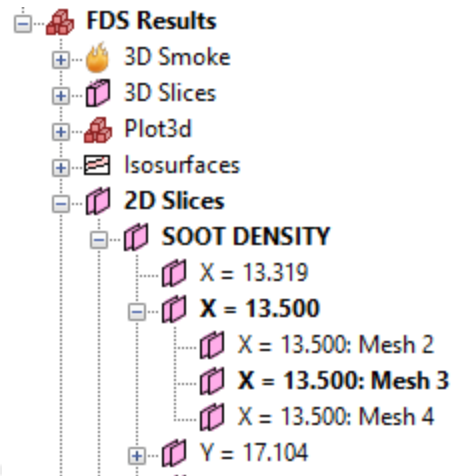 FDS Results
3D Smoke
3D Slices
Plot3d
Isosurfaces
2D Slices
SOOT DENSITY
X = 13.319
X = 13.500
X = 13.500: Mesh 2
X = 13.500: Mesh 3
X = 13.500: Mesh 4
Y = 17.104